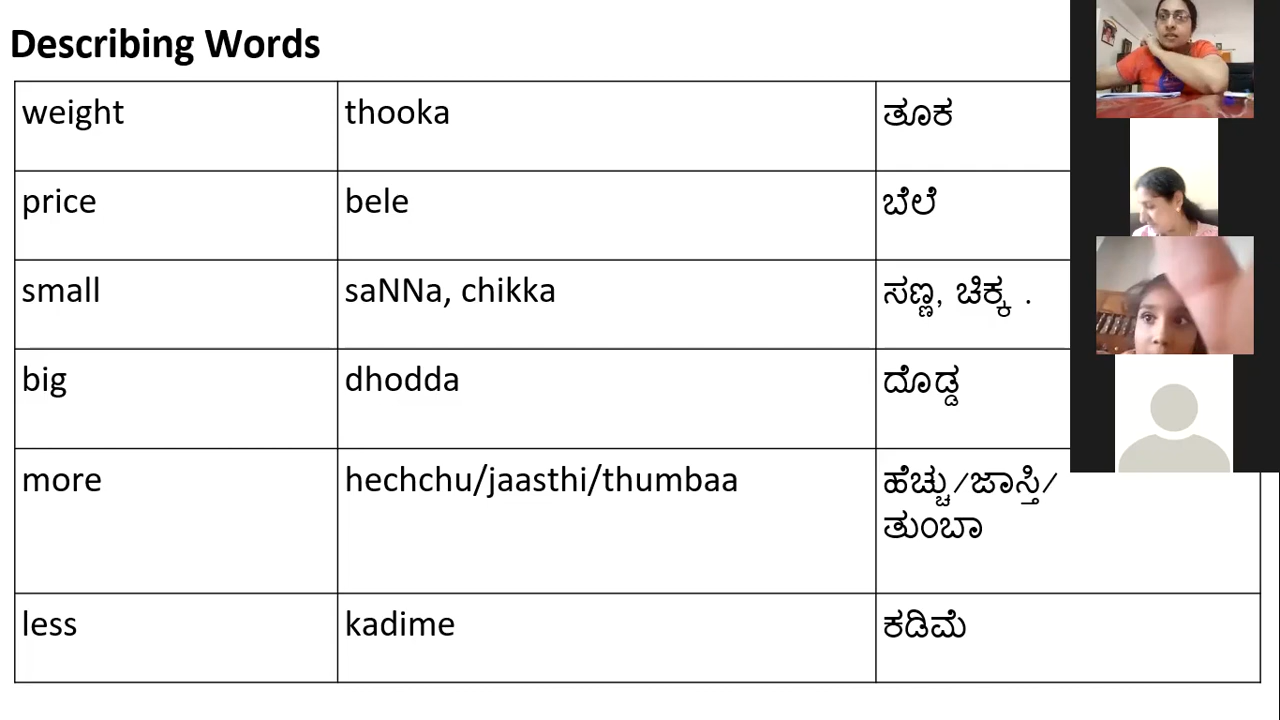 Describing Words
weight thooka ತೂಕ
price bele ಬೆಲೆ
small saNNa, chikka ಸಣ್ಣ, ಚಿಕ್ಕ .
big dhodda ದೊಡ್ಡ
more hechchu/jaasthi/thumbaa ಹೆಚ್ಚು/ಜಾಸ್ತಿ/
ತುಂಬಾ
less kadime ಕಡಿಮೆ